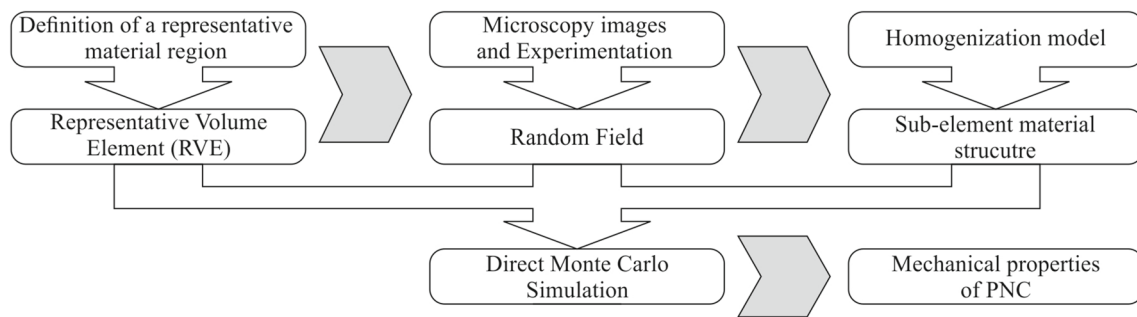 Definition of a representative
material region
Microscopy images
and Experimentation
Homogenization model
Representative Volume
Element (RVE)
Random Field
Sub-element material
strucutre
Direct Monte Carlo
Simulation
Mechanical properties
of PNC